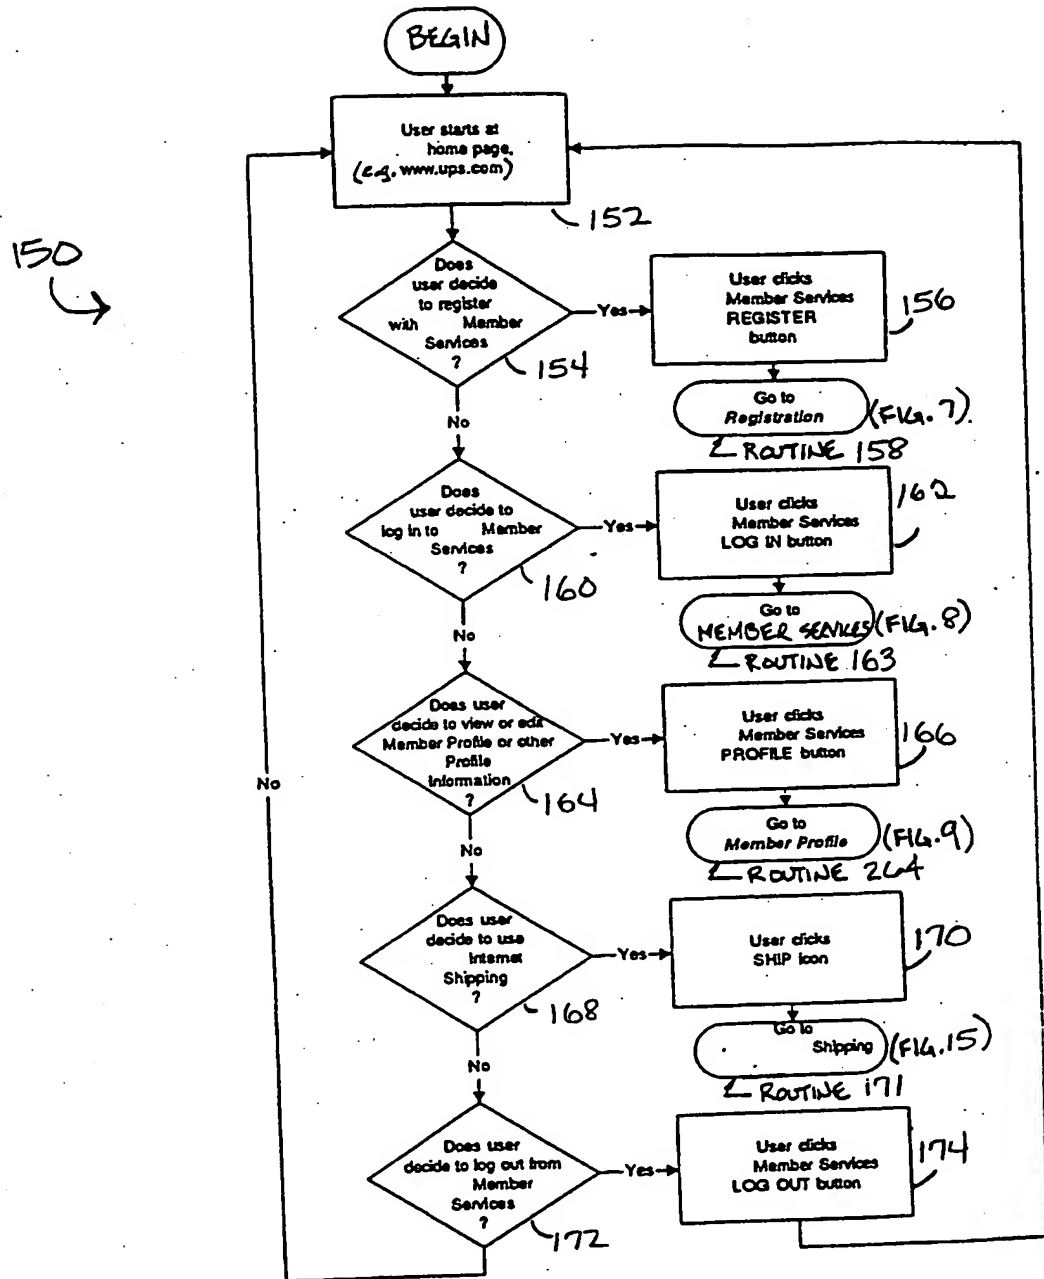 BEGIN
User starts at
home page,
(e.g. www.ups.com)
152
150
Does
user decide
to register
with Member
Services
?
154
Yes
User clicks
Member Services
REGISTER
button
156
Go to
Registration
(FIG. 7).
ROUTINE 158
No
Does
user decide to
log in to Member
Services
?
160
Yes
User clicks
Member Services
LOG IN button
162
Go to
MEMBER SERVICES
(FIG. 8)
ROUTINE 163
No
Does user
decide to view or edit
Member Profile or other
Profile
Information
?
164
Yes
User clicks
Member Services
PROFILE button
166
Go to
Member Profile
(FIG. 9)
ROUTINE 264
No
No
Does user
decide to use
Internet
Shipping
?
168
Yes
User clicks
SHIP icon
170
Go to
Shipping
(FIG. 15)
ROUTINE 171
No
Does user
decide to log out from
Member
Services
?
172
Yes
User clicks
Member Services
LOG OUT button
174